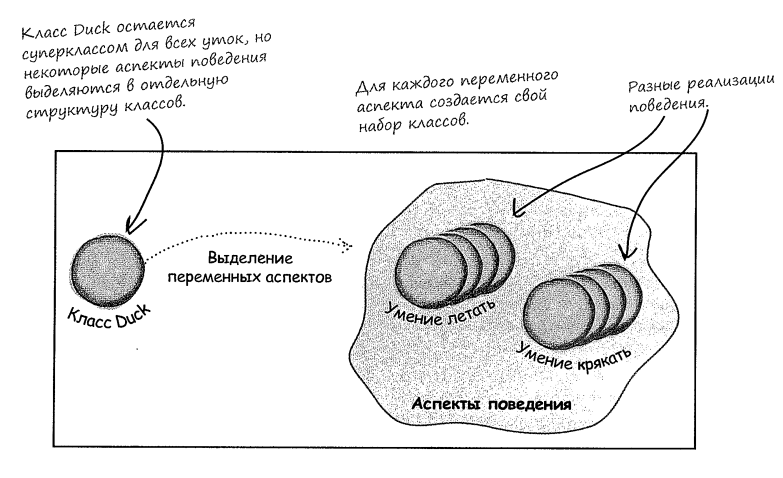 Класс Duck остается
суперклассом для всех уток, но
некоторые аспекты поведения
выделяются в отдельную
структуру классов.
Для каждого переменного
аспекта создается свой
набор классов.
Разные реализации
поведения.
Выделение
переменных аспектов
Класс Duck
Умение летать
Умение крякать
Аспекты поведения